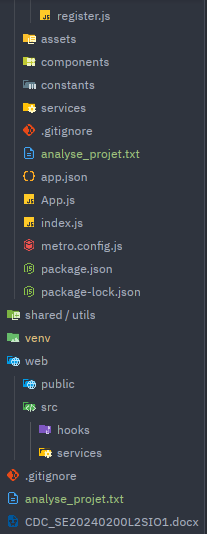 register.js
assets
components
constants
services
.gitignore
analyse_projet.txt
app.json
App.js
index.js
metro.config.js
package.json
package-lock.json
shared / utils
venv
web
public
src
hooks
services
.gitignore
analyse_projet.txt
CDC_SE20240200L2SIO1.docx